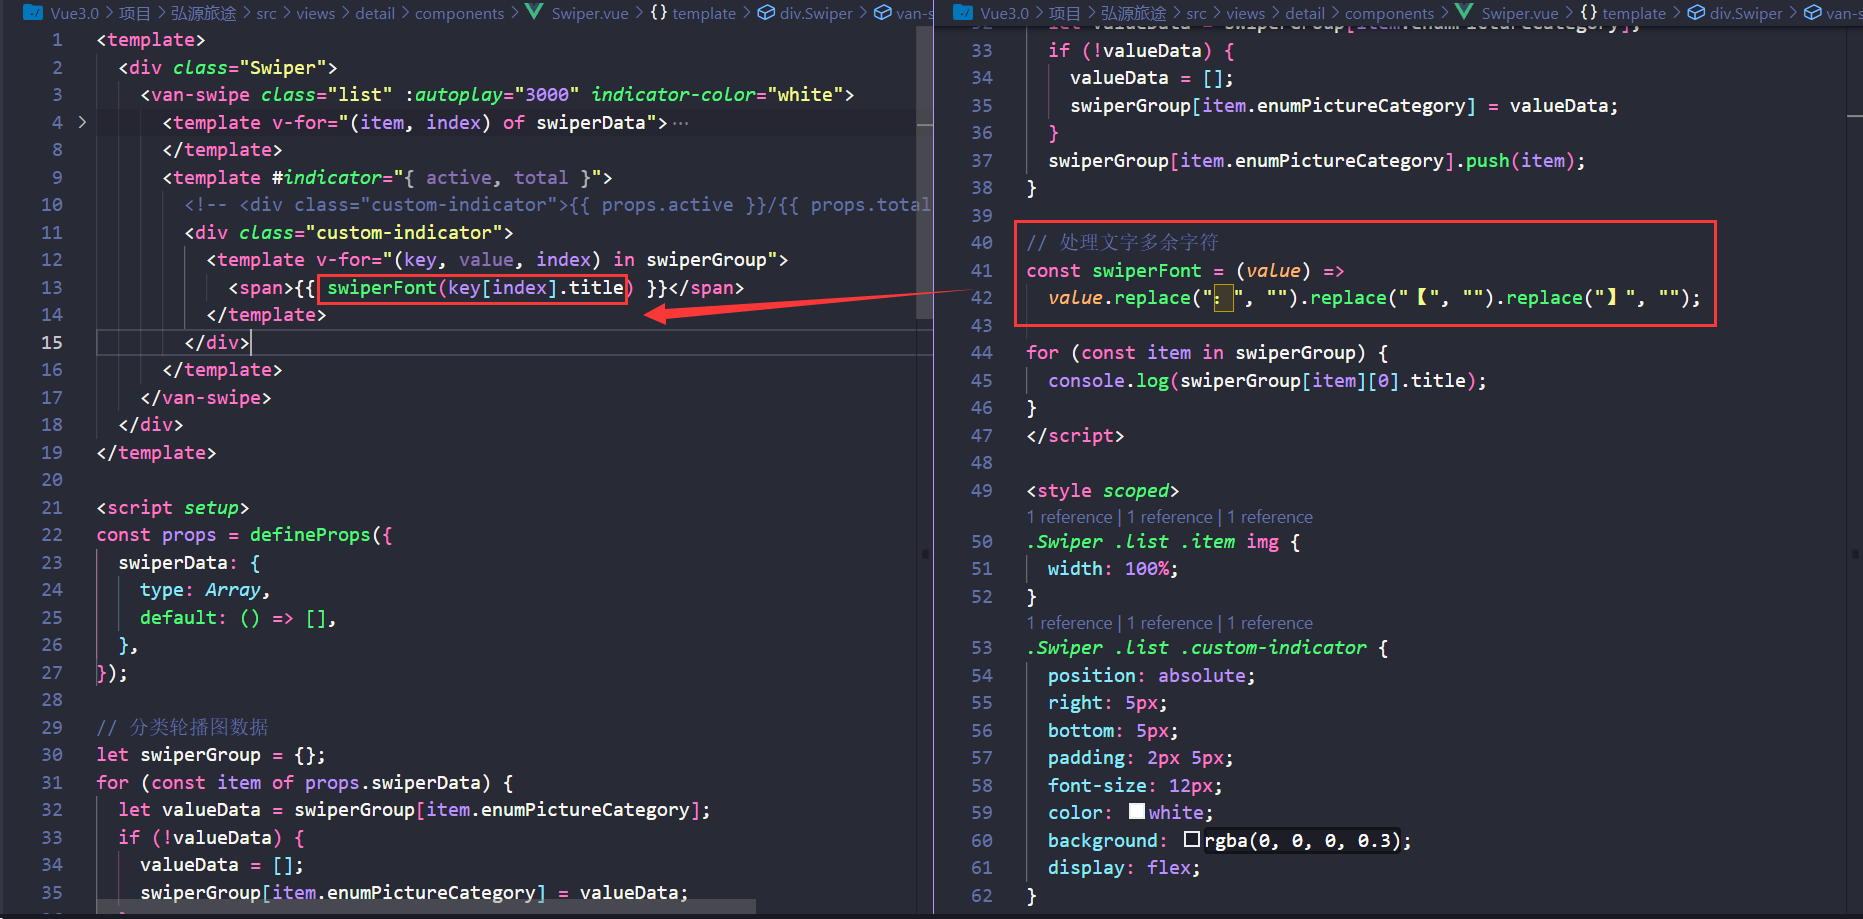 Vue3.0 > 项目 > 弘源旅途 > src > views > detail > components > Swiper.vue > {} template > div.Swiper > van-s
1 <template>
2 <div class="Swiper">
3 <van-swipe class="list" :autoplay="3000" indicator-color="white">
4 <template v-for="(item, index) of swiperData">···
8 </template>
9 <template #indicator="{ active, total }">
10 <!-- <div class="custom-indicator">{{ props.active }}/{{ props.total
11 <div class="custom-indicator">
12 <template v-for="(key, value, index) in swiperGroup">
13 <span>{{ swiperFont(key[index].title) }}</span>
14 </template>
15 </div>
16 </template>
17 </van-swipe>
18 </div>
19 </template>
20
21 <script setup>
22 const props = defineProps({
23 swiperData: {
24 type: Array,
25 default: () => [],
26 },
27 });
28
29 // 分类轮播图数据
30 let swiperGroup = {};
31 for (const item of props.swiperData) {
32 let valueData = swiperGroup[item.enumPictureCategory];
33 if (!valueData) {
34 valueData = [];
35 swiperGroup[item.enumPictureCategory] = valueData;
Vue3.0 > 项目 > 弘源旅途 > src > views > detail > components > Swiper.vue > {} template > div.Swiper > van-s
32 let valueData = swiperGroup[item.enumPictureCategory];
33 if (!valueData) {
34 valueData = [];
35 swiperGroup[item.enumPictureCategory] = valueData;
36 }
37 swiperGroup[item.enumPictureCategory].push(item);
38 }
39
40 // 处理文字多余字符
41 const swiperFont = (value) =>
42 value.replace("：", "").replace("【", "").replace("】", "");
43
44 for (const item in swiperGroup) {
45 console.log(swiperGroup[item][0].title);
46 }
47 </script>
48
49 <style scoped>
1 reference | 1 reference | 1 reference
50 .Swiper .list .item img {
51 width: 100%;
52 }
1 reference | 1 reference | 1 reference
53 .Swiper .list .custom-indicator {
54 position: absolute;
55 right: 5px;
56 bottom: 5px;
57 padding: 2px 5px;
58 font-size: 12px;
59 color: white;
60 background: rgba(0, 0, 0, 0.3);
61 display: flex;
62 }